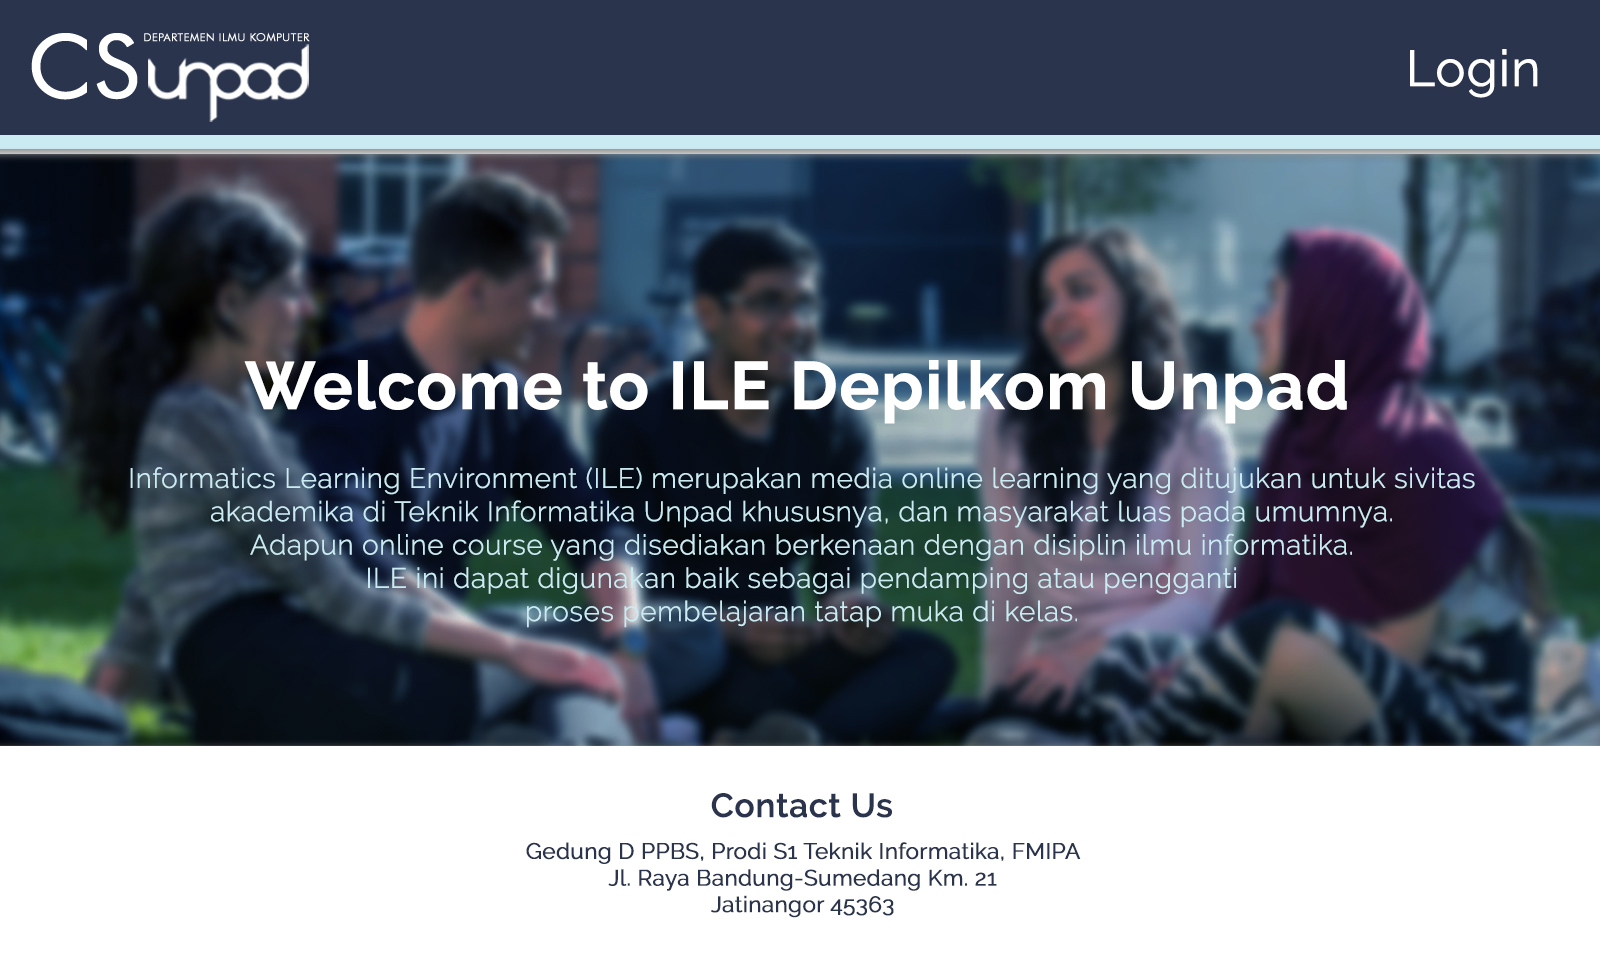 CS
DEPARTEMEN ILMU KOMPUTER
unpad
Login
Welcome to ILE Depilkom Unpad
Informatics Learning Environment (ILE) merupakan media online learning yang ditujukan untuk sivitas
akademika di Teknik Informatika Unpad khususnya, dan masyarakat luas pada umumnya.
Adapun online course yang disediakan berkenaan dengan disiplin ilmu informatika.
ILE ini dapat digunakan baik sebagai pendamping atau pengganti
proses pembelajaran tatap muka di kelas.
Contact Us
Gedung D PPBS, Prodi S1 Teknik Informatika, FMIPA
Jl. Raya Bandung-Sumedang Km. 21
Jatinangor 45363